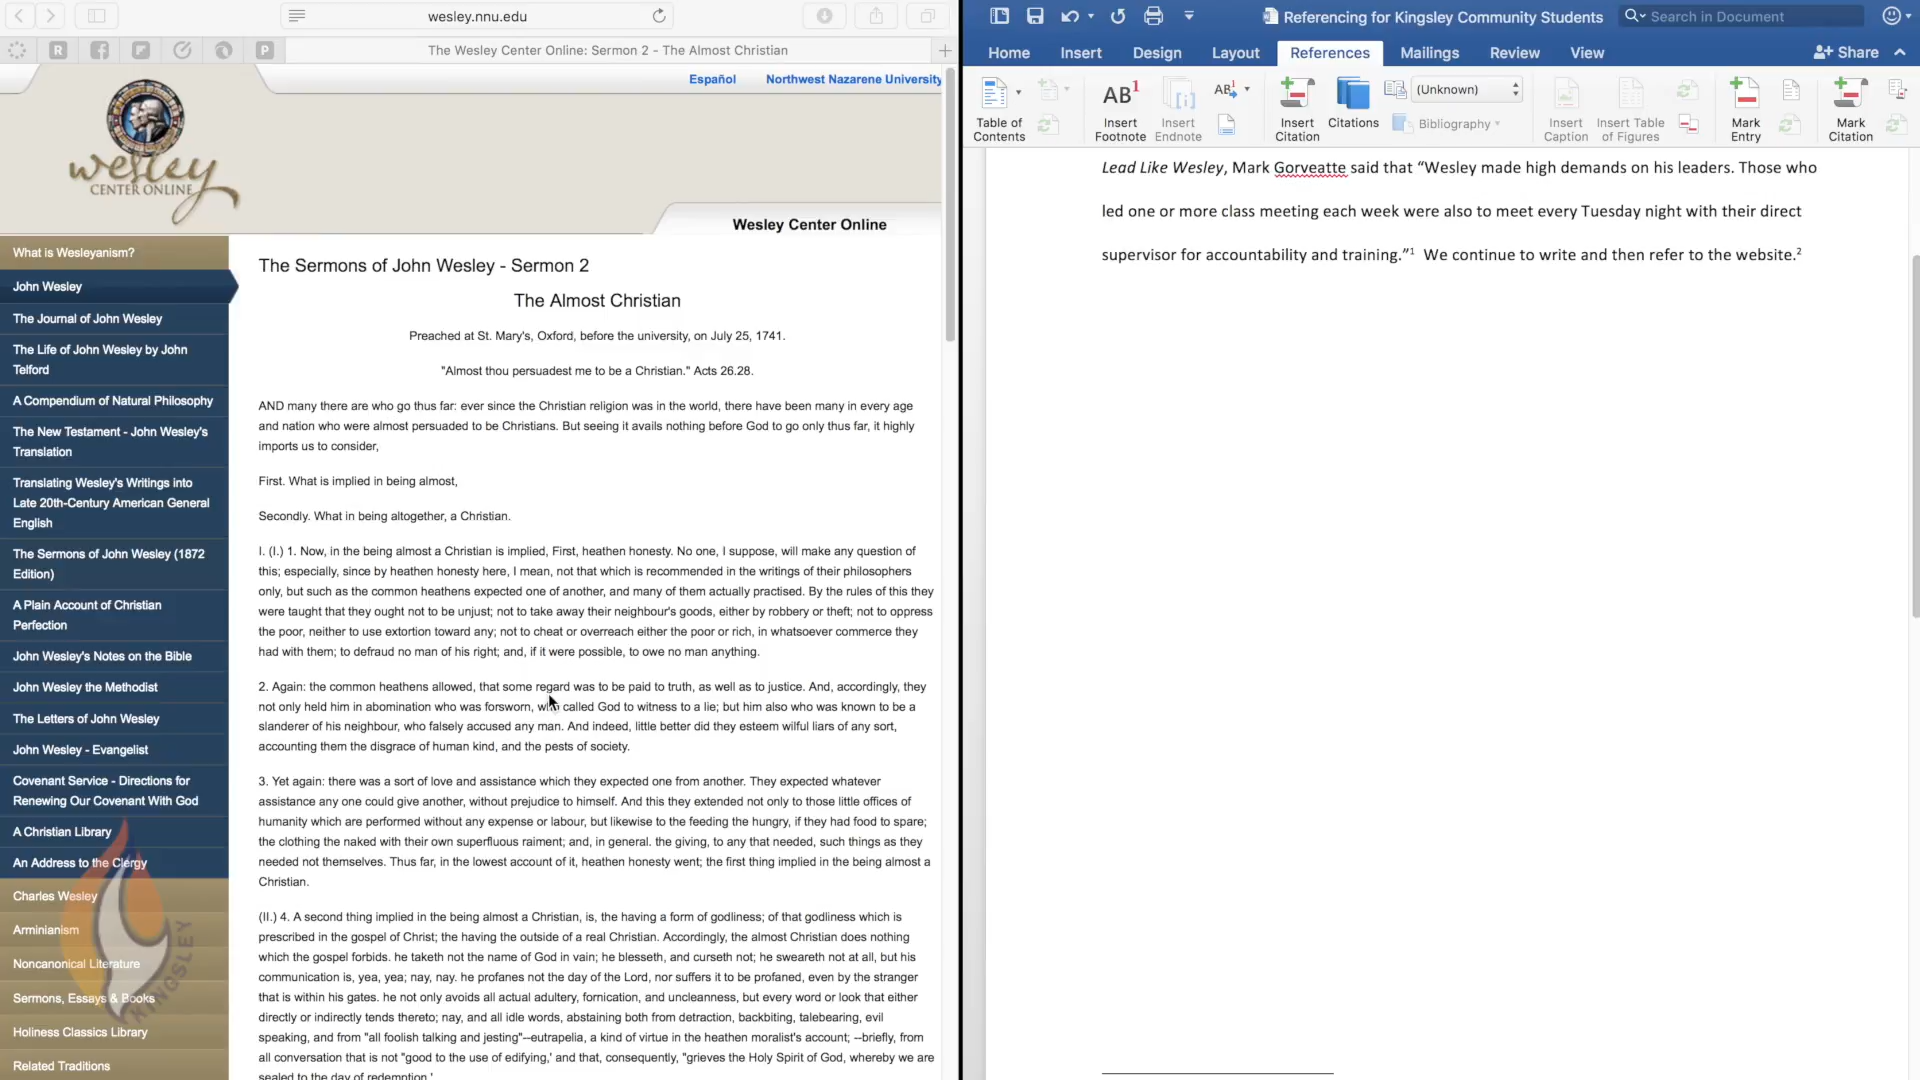 wesley.nnu.edu
The Wesley Center Online: Sermon 2 - The Almost Christian
Español Northwest Nazarene University
wesley
CENTER ONLINE
Wesley Center Online
What is Wesleyanism?
John Wesley
The Journal of John Wesley
The Life of John Wesley by John
Telford
A Compendium of Natural Philosophy
The New Testament - John Wesley's
Translation
Translating Wesley's Writings into
Late 20th-Century American General
English
The Sermons of John Wesley (1872
Edition)
A Plain Account of Christian
Perfection
John Wesley's Notes on the Bible
John Wesley the Methodist
The Letters of John Wesley
John Wesley - Evangelist
Covenant Service - Directions for
Renewing Our Covenant With God
A Christian Library
An Address to the Clergy
Charles Wesley
Arminianism
Noncanonical Literature
Sermons, Essays & Books
Holiness Classics Library
Related Traditions
KINGSLEY
The Sermons of John Wesley - Sermon 2
The Almost Christian
Preached at St. Mary's, Oxford, before the university, on July 25, 1741.
"Almost thou persuadest me to be a Christian." Acts 26.28.
AND many there are who go thus far: ever since the Christian religion was in the world, there have been many in every age
and nation who were almost persuaded to be Christians. But seeing it avails nothing before God to go only thus far, it highly
imports us to consider,
First. What is implied in being almost,
Secondly. What in being altogether, a Christian.
I. (I.) 1. Now, in the being almost a Christian is implied, First, heathen honesty. No one, I suppose, will make any question of
this; especially, since by heathen honesty here, I mean, not that which is recommended in the writings of their philosophers
only, but such as the common heathens expected one of another, and many of them actually practised. By the rules of this they
were taught that they ought not to be unjust; not to take away their neighbour's goods, either by robbery or theft; not to oppress
the poor, neither to use extortion toward any; not to cheat or overreach either the poor or rich, in whatsoever commerce they
had with them; to defraud no man of his right; and, if it were possible, to owe no man anything.
2. Again: the common heathens allowed, that some regard was to be paid to truth, as well as to justice. And, accordingly, they
not only held him in abomination who was forsworn, who called God to witness to a lie; but him also who was known to be a
slanderer of his neighbour, who falsely accused any man. And indeed, little better did they esteem wilful liars of any sort,
accounting them the disgrace of human kind, and the pests of society.
3. Yet again: there was a sort of love and assistance which they expected one from another. They expected whatever
assistance any one could give another, without prejudice to himself. And this they extended not only to those little offices of
humanity which are performed without any expense or labour, but likewise to the feeding the hungry, if they had food to spare;
the clothing the naked with their own superfluous raiment; and, in general. the giving, to any that needed, such things as they
needed not themselves. Thus far, in the lowest account of it, heathen honesty went; the first thing implied in the being almost a
Christian.
(II.) 4. A second thing implied in the being almost a Christian, is, the having a form of godliness; of that godliness which is
prescribed in the gospel of Christ; the having the outside of a real Christian. Accordingly, the almost Christian does nothing
which the gospel forbids. he taketh not the name of God in vain; he blesseth, and curseth not; he sweareth not at all, but his
communication is, yea, yea; nay, nay. he profanes not the day of the Lord, nor suffers it to be profaned, even by the stranger
that is within his gates. he not only avoids all actual adultery, fornication, and uncleanness, but every word or look that either
directly or indirectly tends thereto; nay, and all idle words, abstaining both from detraction, backbiting, talebearing, evil
speaking, and from "all foolish talking and jesting"--eutrapelia, a kind of virtue in the heathen moralist's account; --briefly, from
all conversation that is not "good to the use of edifying,' and that, consequently, "grieves the Holy Spirit of God, whereby we are
sealed to the day of redemption.'
Referencing for Kingsley Community Students
Search in Document
Home Insert Design Layout References Mailings Review View Share
Table of
Contents
AB1
Insert
Footnote
Insert
Endnote
AB
Insert
Citation
Citations
(Unknown)
Bibliography
Insert
Caption
Insert Table
of Figures
Mark
Entry
Mark
Citation
Lead Like Wesley, Mark Gorveatte said that “Wesley made high demands on his leaders. Those who
led one or more class meeting each week were also to meet every Tuesday night with their direct
supervisor for accountability and training.”1 We continue to write and then refer to the website.2